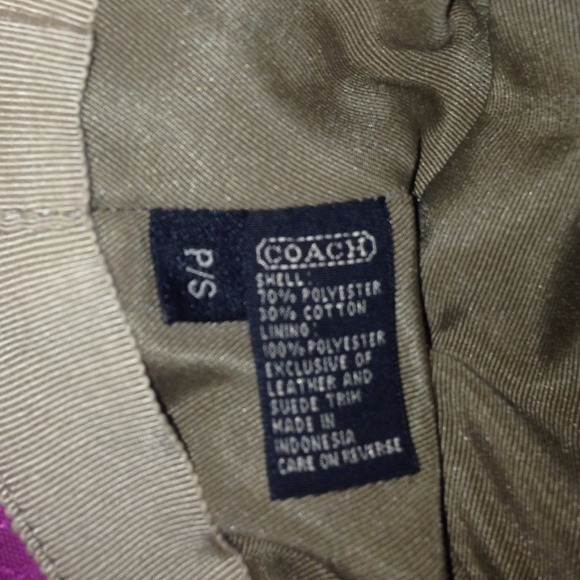 P/S
COACH
SHELL:
70% POLYESTER
30% COTTON
LINING:
100% POLYESTER
EXCLUSIVE OF
LEATHER AND
SUEDE TRIM
MADE IN
INDONESIA
CARE ON REVERSE